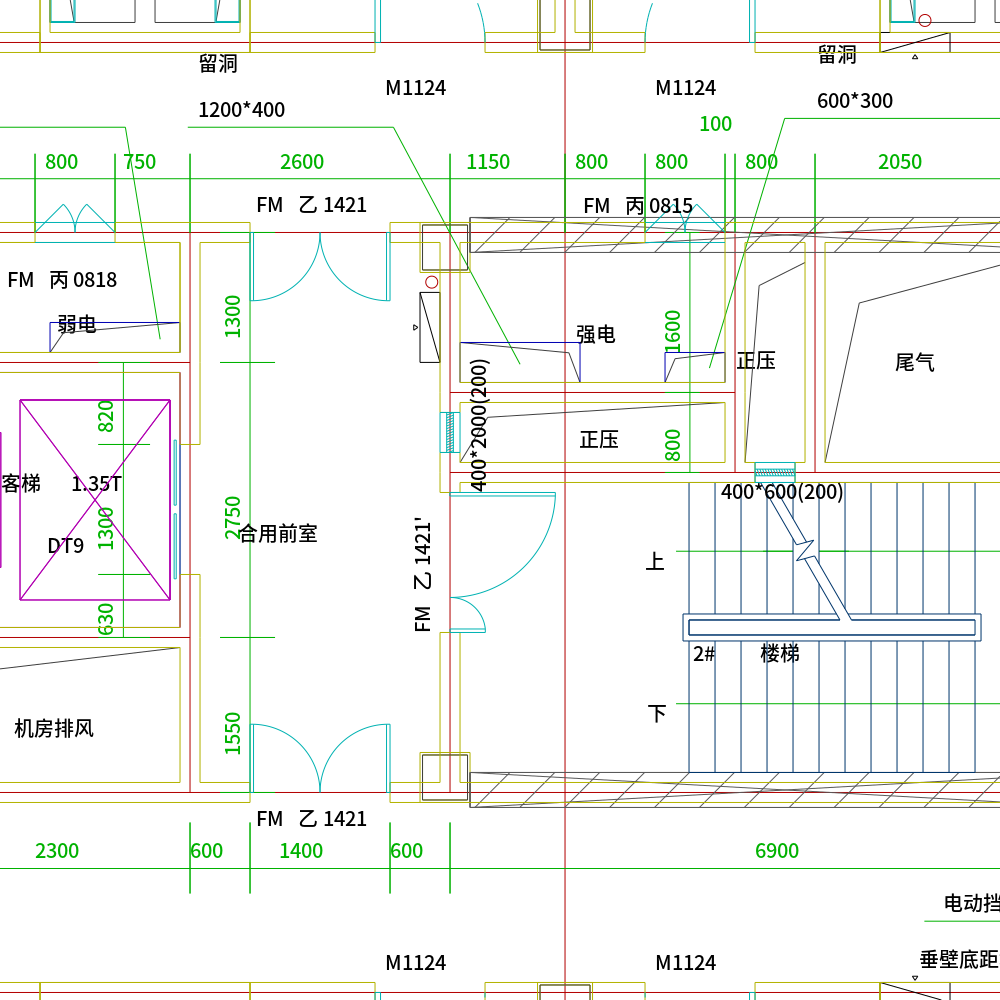 留洞
留洞
M1124
M1124
1200*400
600*300
100
800
750
2600
1150
800
800
800
2050
FM 乙 1421
FM 丙 0815
FM 丙 0818
弱电
1300
强电
1600
正压
尾气
820
400*2000(200)
正压
800
客梯
1.35T
400*600(200)
DT9
1300
2750
合用前室
FM 乙 1421'
上
630
2#
楼梯
机房排风
1550
下
FM 乙 1421
2300
600
1400
600
6900
电动挡
垂壁底距
M1124
M1124